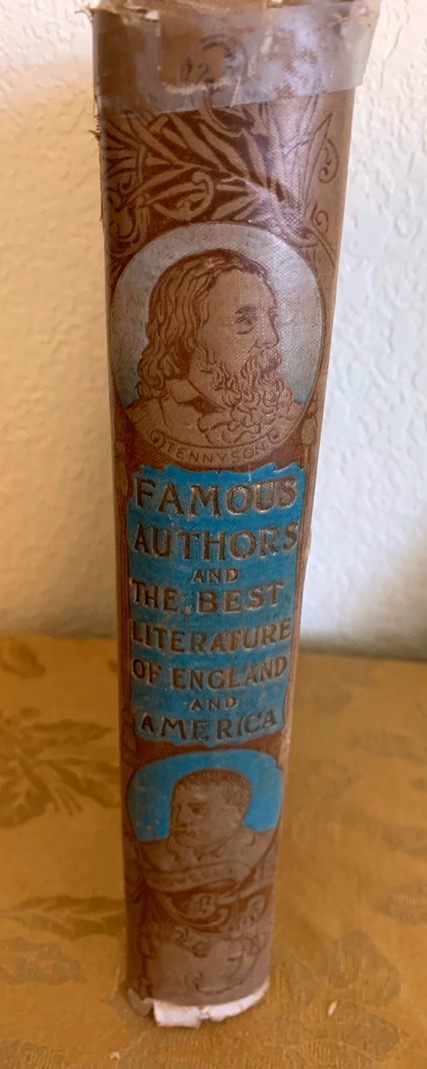 TENNYSON
FAMOUS
AUTHORS
AND
THE BEST
LITERATURE
OF ENGLAND
AND
AMERICA